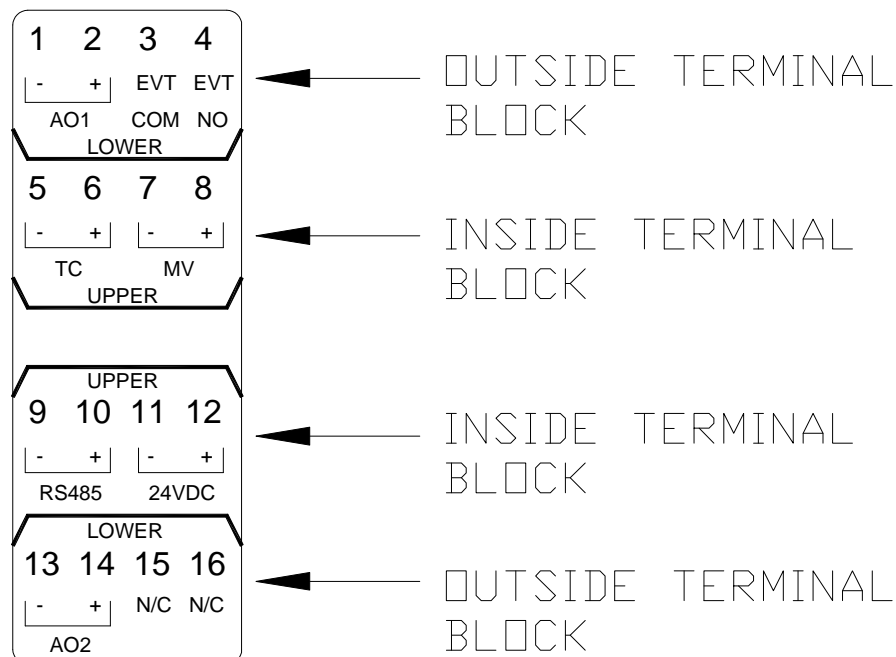 1 2 3 4
- + EVT EVT
AO1 COM NO
LOWER
OUTSIDE TERMINAL
BLOCK
5 6 7 8
- + - +
TC MV
UPPER
INSIDE TERMINAL
BLOCK
UPPER
9 10 11 12
- + - +
RS485 24VDC
INSIDE TERMINAL
BLOCK
LOWER
13 14 15 16
- + N/C N/C
AO2
OUTSIDE TERMINAL
BLOCK